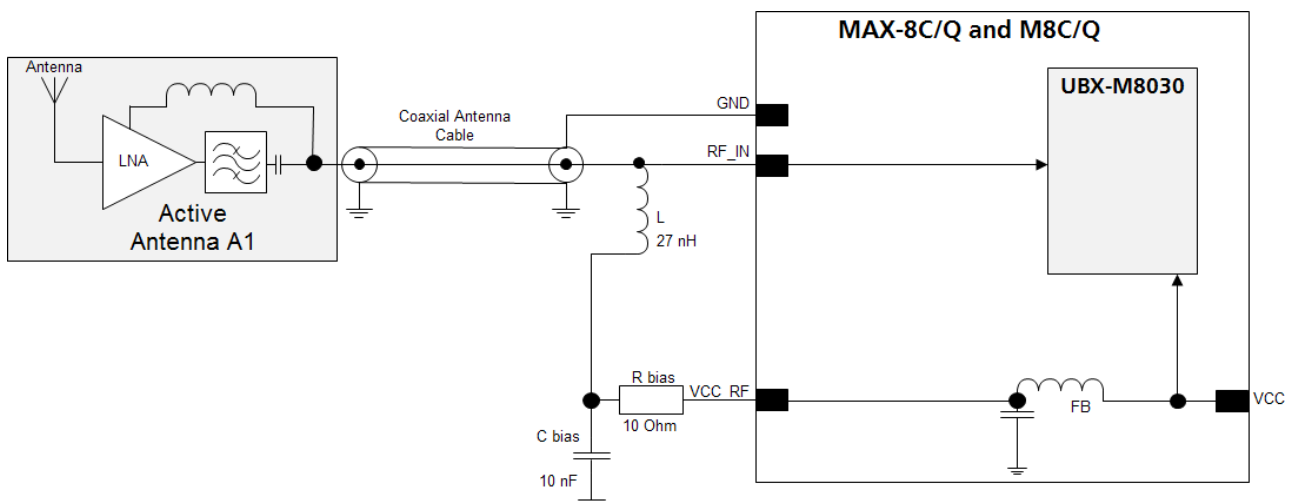 MAX-8C/Q and M8C/Q
Antenna
LNA
Active
Antenna A1
Coaxial Antenna
Cable
GND
RF_IN
UBX-M8030
L
27 nH
R bias
10 Ohm
VCC_RF
C bias
10 nF
FB
VCC